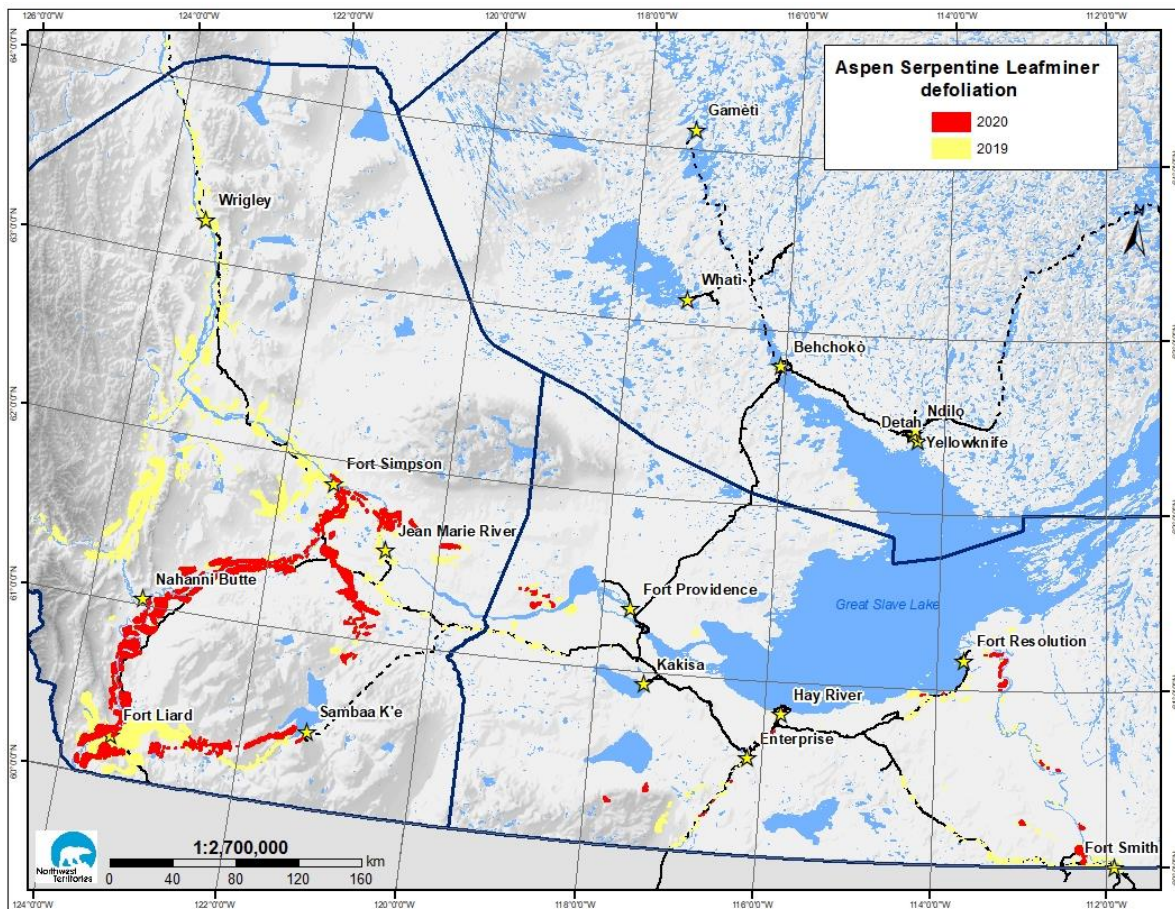 126°0'0"W
124°0'0"W
122°0'0"W
120°0'0"W
118°0'0"W
116°0'0"W
114°0'0"W
112°0'0"W
64°0'0"N
63°0'0"N
62°0'0"N
61°0'0"N
60°0'0"N
Aspen Serpentine Leafminer
defoliation
2020
2019
Gamètì
Wrigley
Whatì
Behchokò
Ndilo
Detah
Yellowknife
Fort Simpson
Jean Marie River
Nahanni Butte
Fort Providence
Great Slave Lake
Fort Resolution
Kakisa
Hay River
Fort Liard
Sambaa K'e
Enterprise
Fort Smith
N
1:2,700,000
km
0 40 80 120 160
Northwest
Territories
124°0'0"W
122°0'0"W
120°0'0"W
118°0'0"W
116°0'0"W
114°0'0"W
112°0'0"W